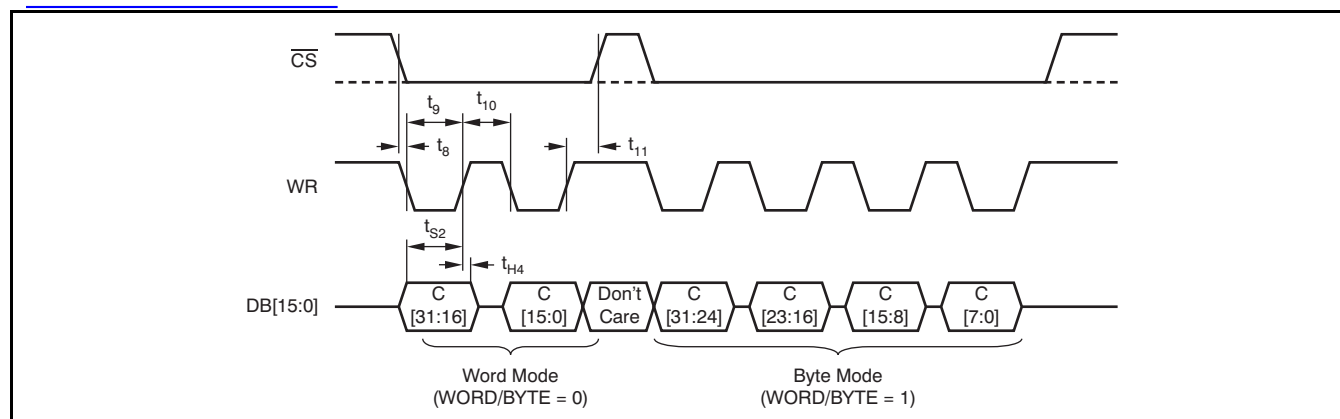 CS
t9
t10
t8
t11
WR
tS2
tH4
DB[15:0]
C
[31:16]
C
[15:0]
Don't
Care
C
[31:24]
C
[23:16]
C
[15:8]
C
[7:0]
Word Mode
(WORD/BYTE = 0)
Byte Mode
(WORD/BYTE = 1)